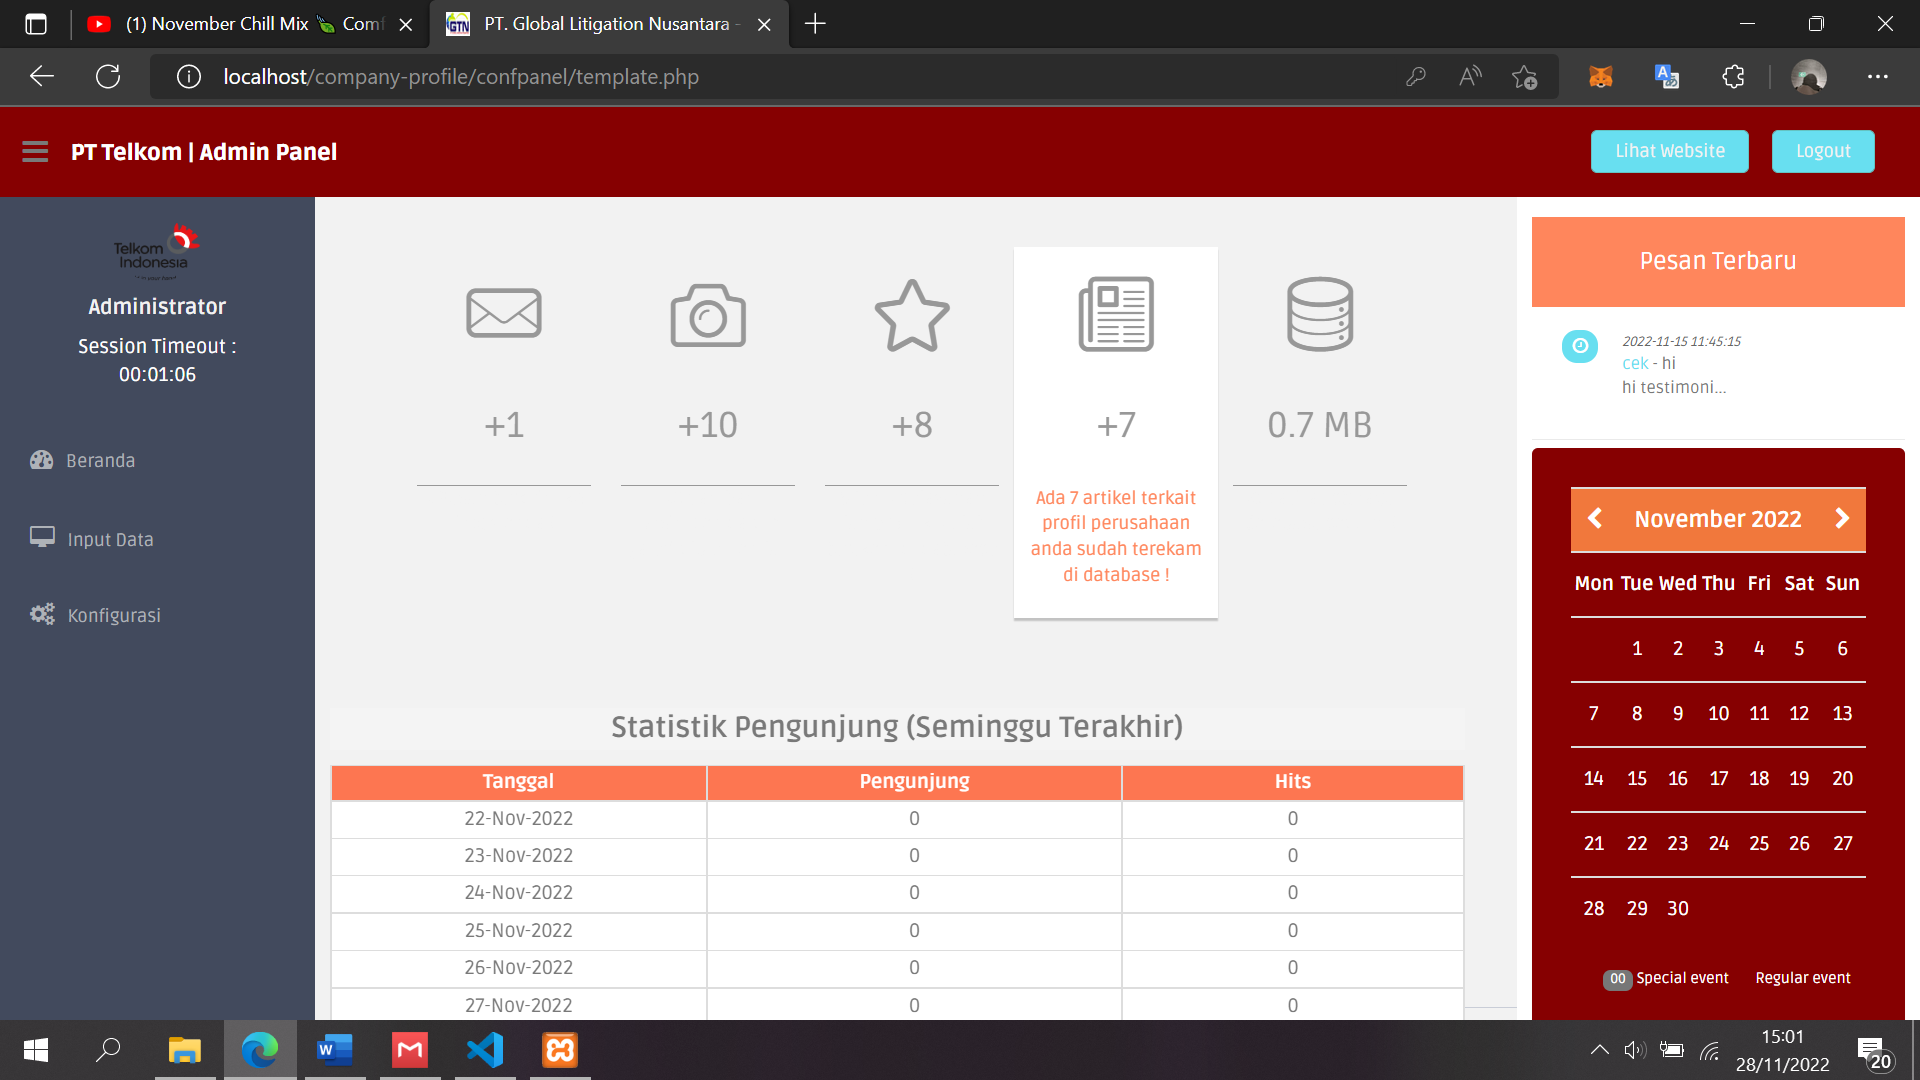 (1) November Chill Mix
PT. Global Litigation Nusantara -
localhost/company-profile/confpanel/template.php
PT Telkom | Admin Panel
Lihat Website
Logout
Telkom
Indonesia
Administrator
Session Timeout :
00:01:06
Beranda
Input Data
Konfigurasi
+1
+10
+8
+7
0.7 MB
Ada 7 artikel terkait
profil perusahaan
anda sudah terekam
di database !
Statistik Pengunjung (Seminggu Terakhir)
Tanggal Pengunjung Hits
22-Nov-2022 0 0
23-Nov-2022 0 0
24-Nov-2022 0 0
25-Nov-2022 0 0
26-Nov-2022 0 0
27-Nov-2022 0 0
Pesan Terbaru
2022-11-15 11:45:15
cek - hi
hi testimoni...
November 2022
Mon Tue Wed Thu Fri Sat Sun
1 2 3 4 5 6
7 8 9 10 11 12 13
14 15 16 17 18 19 20
21 22 23 24 25 26 27
28 29 30
00 Special event Regular event
15:01
28/11/2022
20